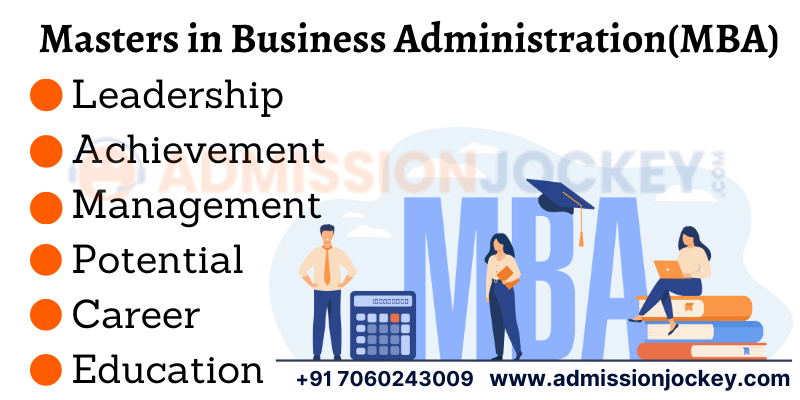 Masters in Business Administration(MBA)
Leadership
Achievement
Management
Potential
Career
Education
ADMISSIONJOCKEY.COM
MBA
+91 7060243009 www.admissionjockey.com